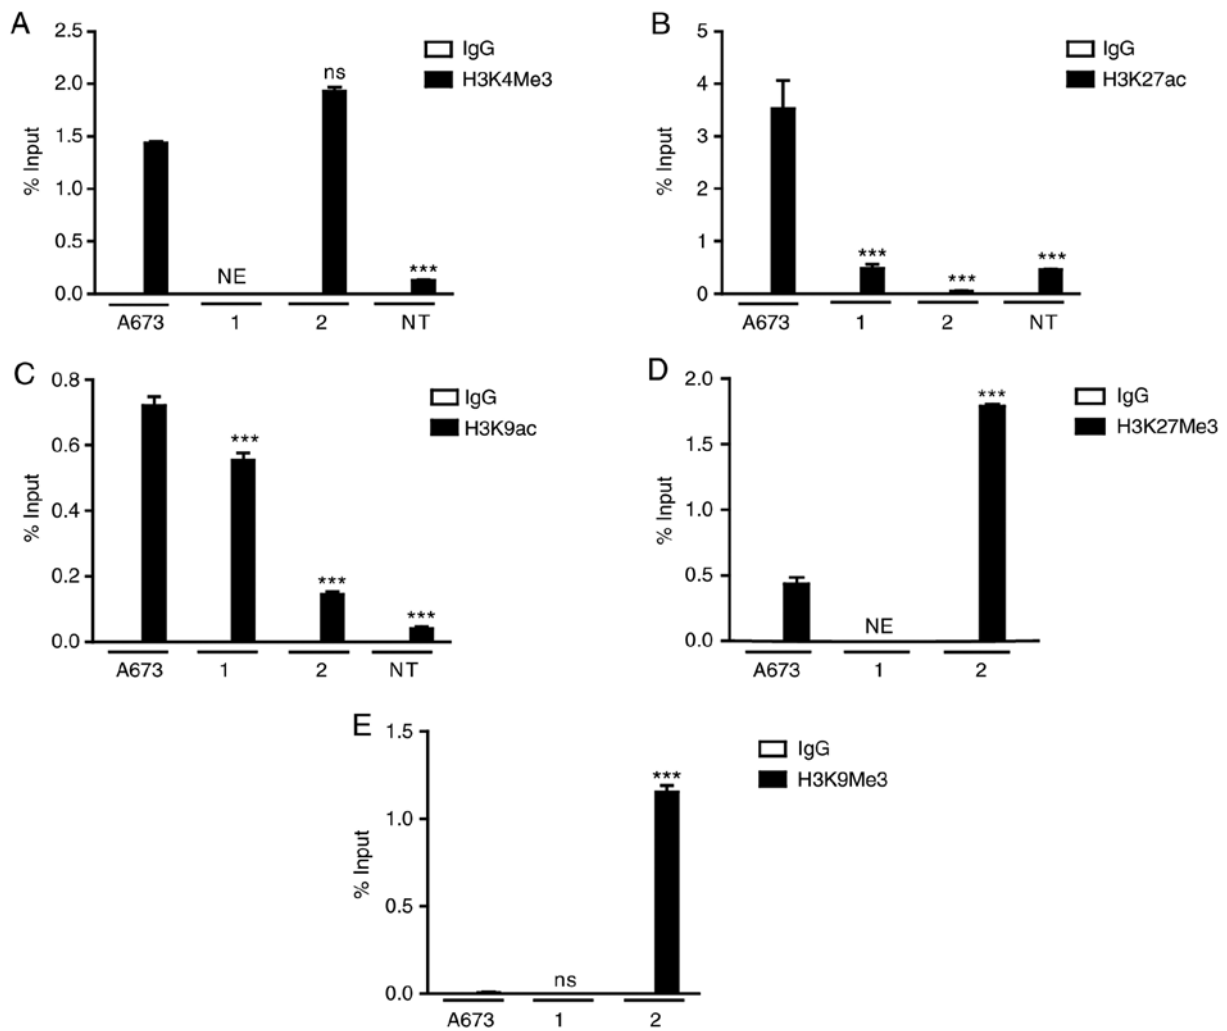 A
2.5
2.0
1.5
1.0
0.5
0.0
% Input
ns
NE
***
IgG
H3K4Me3
A673 1 2 NT
B
5
4
3
2
1
0
% Input
***
***
***
IgG
H3K27ac
A673 1 2 NT
C
0.8
0.6
0.4
0.2
0.0
% Input
***
***
***
IgG
H3K9ac
A673 1 2 NT
D
2.0
1.5
1.0
0.5
0.0
% Input
NE
***
IgG
H3K27Me3
A673 1 2
E
1.5
1.0
0.5
0.0
% Input
ns
***
IgG
H3K9Me3
A673 1 2